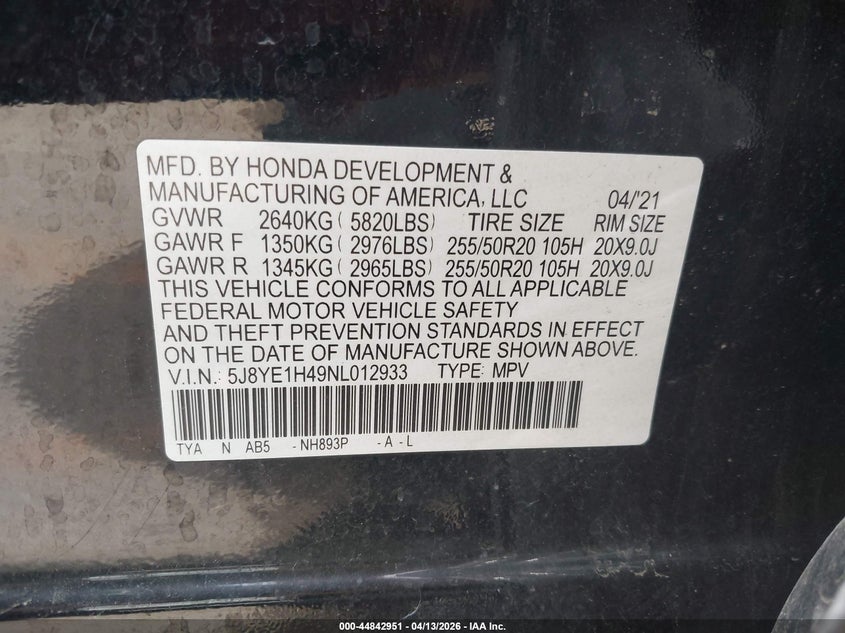 MFD. BY HONDA DEVELOPMENT &
MANUFACTURING OF AMERICA, LLC 04/'21
GVWR 2640KG ( 5820LBS) TIRE SIZE RIM SIZE
GAWR F 1350KG ( 2976LBS) 255/50R20 105H 20X9.0J
GAWR R 1345KG ( 2965LBS) 255/50R20 105H 20X9.0J
THIS VEHICLE CONFORMS TO ALL APPLICABLE
FEDERAL MOTOR VEHICLE SAFETY
AND THEFT PREVENTION STANDARDS IN EFFECT
ON THE DATE OF MANUFACTURE SHOWN ABOVE.
V.I.N.: 5J8YE1H49NL012933 TYPE: MPV
TYA N AB5 - NH893P - A - L
000-44842951 - 04/13/2026 - IAA Inc.